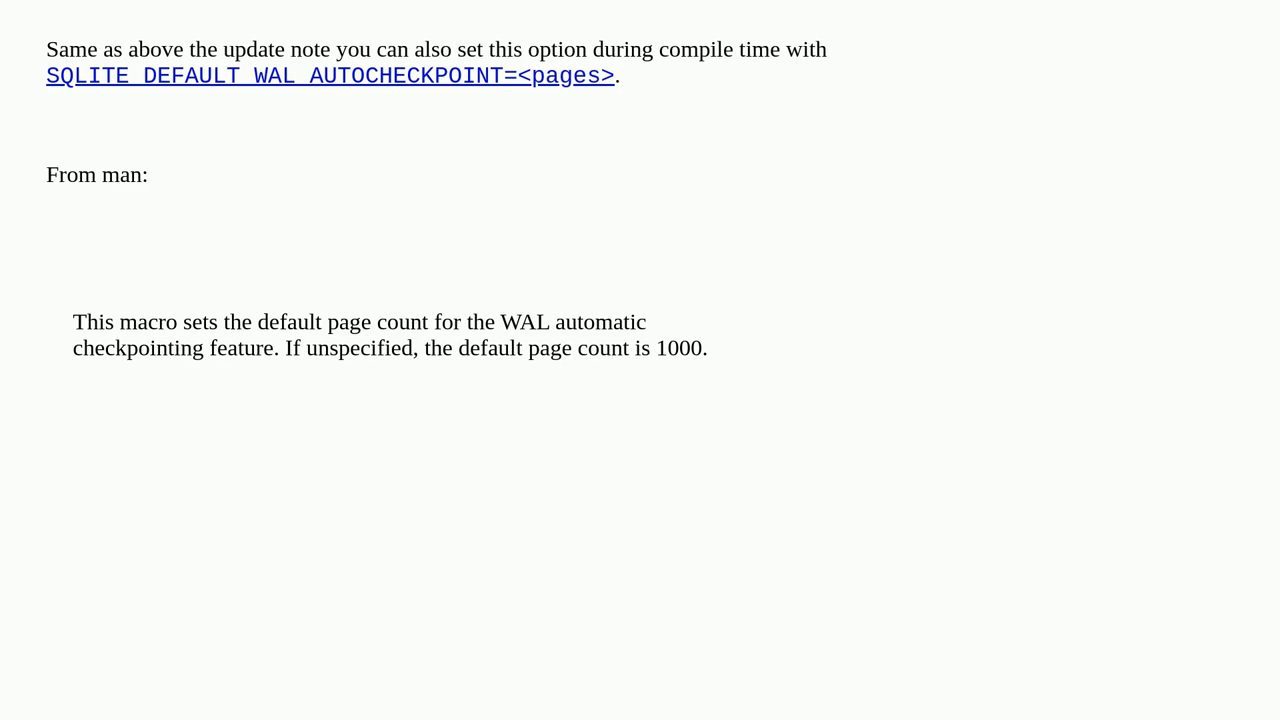 Same as above the update note you can also set this option during compile time with
SQLITE_DEFAULT_WAL_AUTOCHECKPOINT=<pages>.
From man:
This macro sets the default page count for the WAL automatic
checkpointing feature. If unspecified, the default page count is 1000.